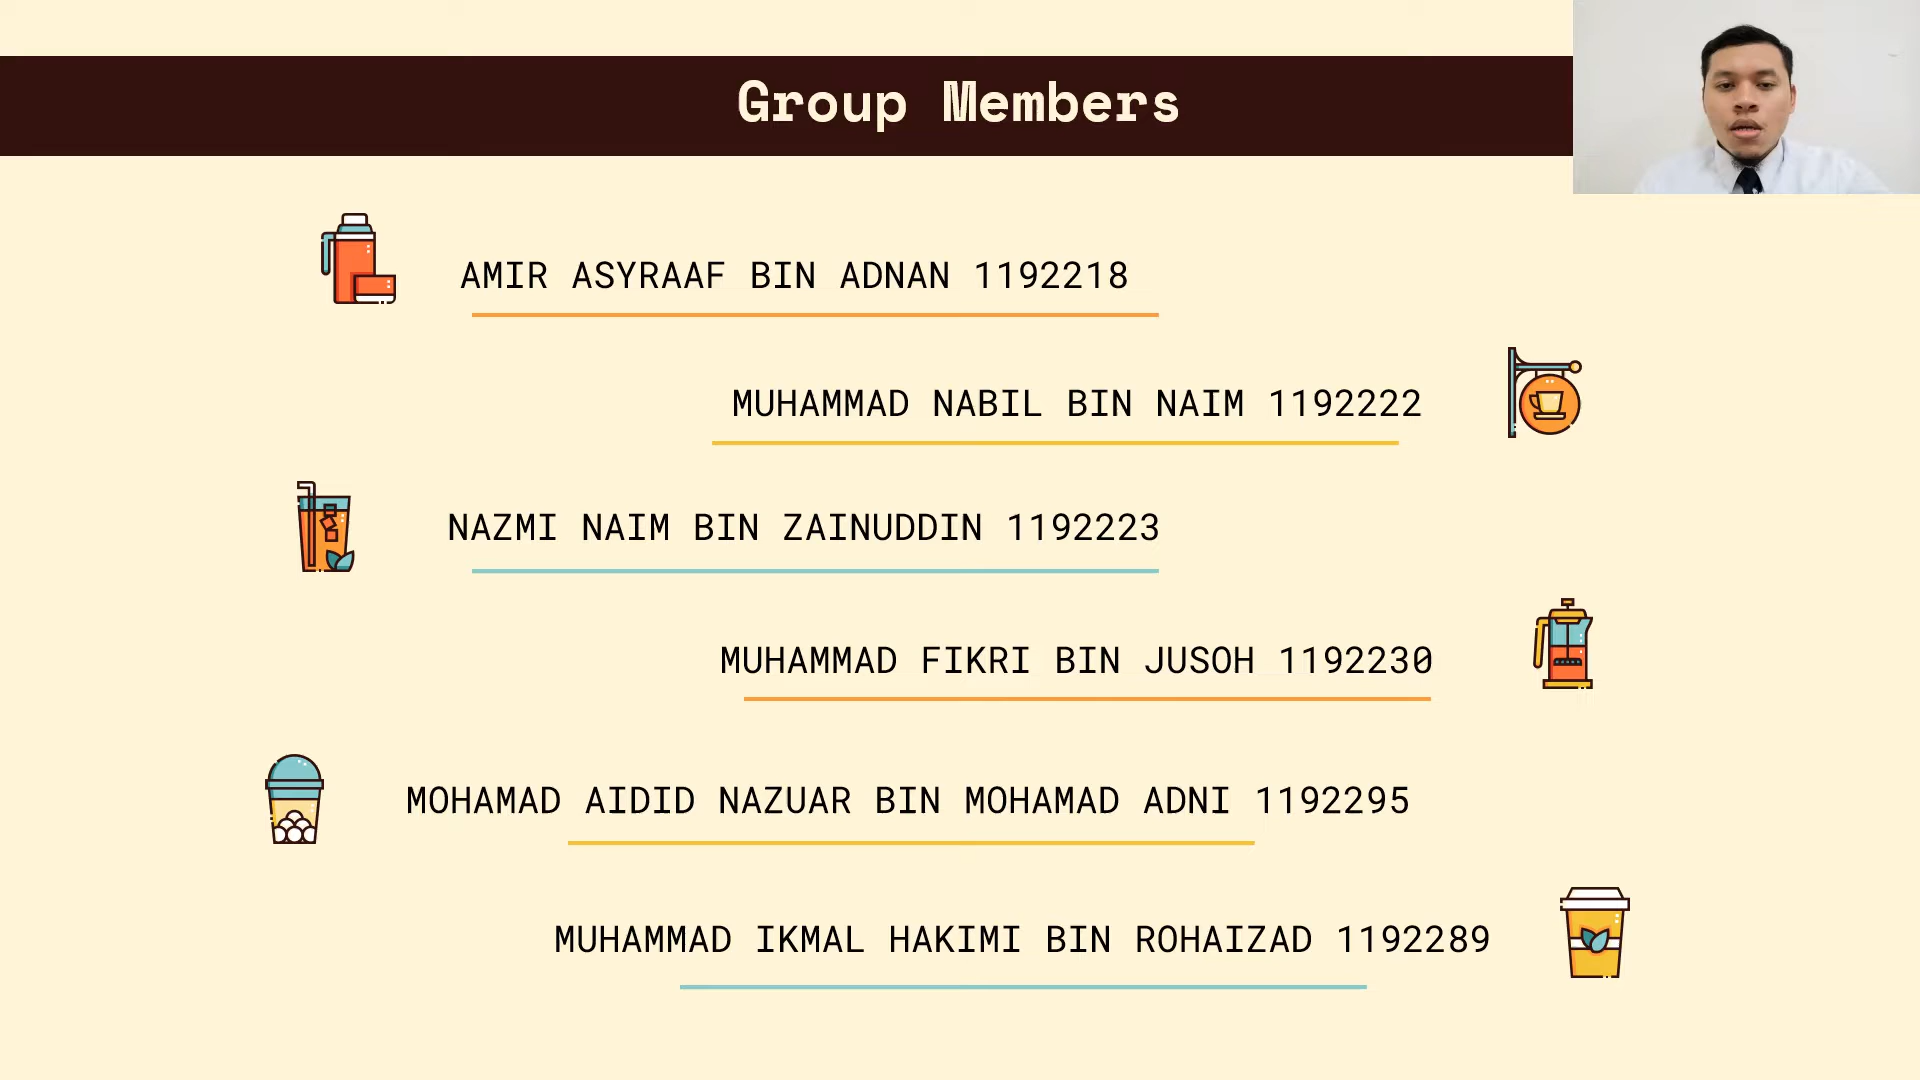 Group Members
AMIR ASYRAAF BIN ADNAN 1192218
MUHAMMAD NABIL BIN NAIM 1192222
NAZMI NAIM BIN ZAINUDDIN 1192223
MUHAMMAD FIKRI BIN JUSOH 1192230
MOHAMAD AIDID NAZUAR BIN MOHAMAD ADNI 1192295
MUHAMMAD IKMAL HAKIMI BIN ROHAIZAD 1192289